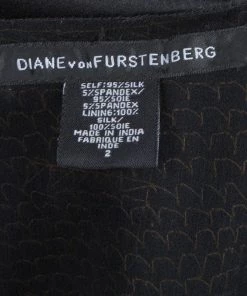 DIANE VON FURSTENBERG
SELF:95%SILK
5%SPANDEX/
95%SOIE
5%SPANDEX
LINING:100%
SILK/
100%SOIE
MADE IN INDIA
FABRIQUE EN
INDE
2